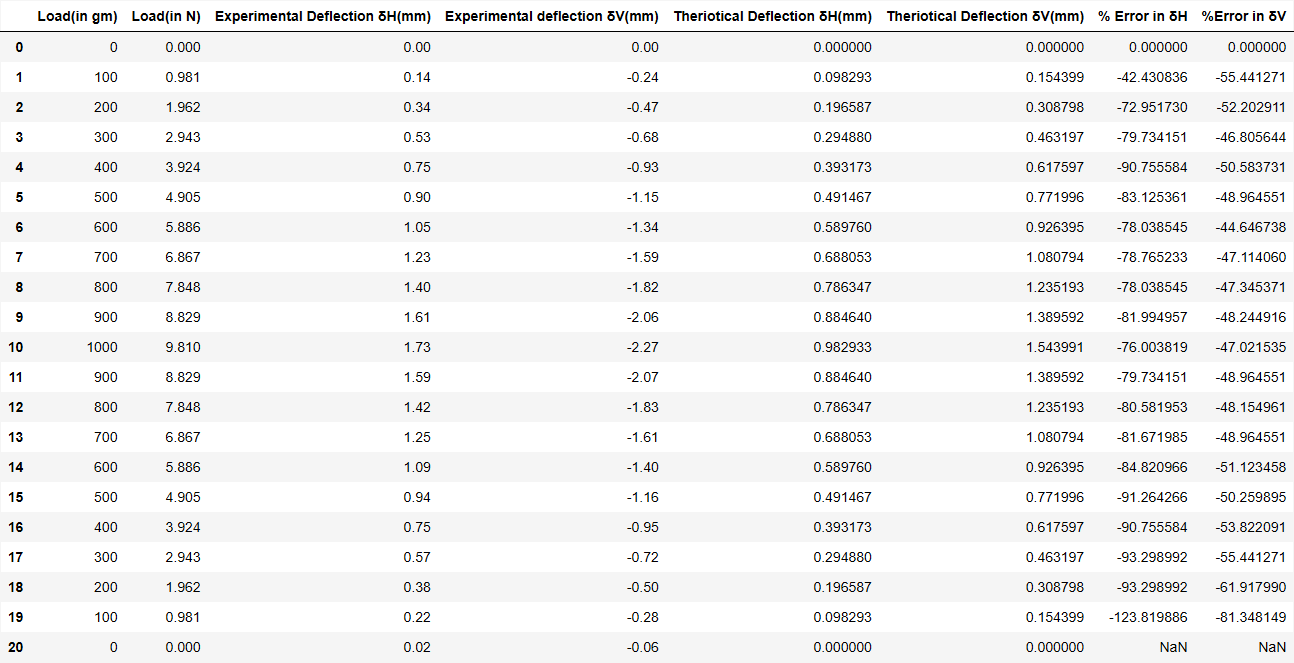 Load(in gm) Load(in N) Experimental Deflection δH(mm) Experimental deflection δV(mm) Theriotical Deflection δH(mm) Theriotical Deflection δV(mm) % Error in δH %Error in δV
0 0 0.000 0.00 0.00 0.000000 0.000000 0.000000 0.000000
1 100 0.981 0.14 -0.24 0.098293 0.154399 -42.430836 -55.441271
2 200 1.962 0.34 -0.47 0.196587 0.308798 -72.951730 -52.202911
3 300 2.943 0.53 -0.68 0.294880 0.463197 -79.734151 -46.805644
4 400 3.924 0.75 -0.93 0.393173 0.617597 -90.755584 -50.583731
5 500 4.905 0.90 -1.15 0.491467 0.771996 -83.125361 -48.964551
6 600 5.886 1.05 -1.34 0.589760 0.926395 -78.038545 -44.646738
7 700 6.867 1.23 -1.59 0.688053 1.080794 -78.765233 -47.114060
8 800 7.848 1.40 -1.82 0.786347 1.235193 -78.038545 -47.345371
9 900 8.829 1.61 -2.06 0.884640 1.389592 -81.994957 -48.244916
10 1000 9.810 1.73 -2.27 0.982933 1.543991 -76.003819 -47.021535
11 900 8.829 1.59 -2.07 0.884640 1.389592 -79.734151 -48.964551
12 800 7.848 1.42 -1.83 0.786347 1.235193 -80.581953 -48.154961
13 700 6.867 1.25 -1.61 0.688053 1.080794 -81.671985 -48.964551
14 600 5.886 1.09 -1.40 0.589760 0.926395 -84.820966 -51.123458
15 500 4.905 0.94 -1.16 0.491467 0.771996 -91.264266 -50.259895
16 400 3.924 0.75 -0.95 0.393173 0.617597 -90.755584 -53.822091
17 300 2.943 0.57 -0.72 0.294880 0.463197 -93.298992 -55.441271
18 200 1.962 0.38 -0.50 0.196587 0.308798 -93.298992 -61.917990
19 100 0.981 0.22 -0.28 0.098293 0.154399 -123.819886 -81.348149
20 0 0.000 0.02 -0.06 0.000000 0.000000 NaN NaN